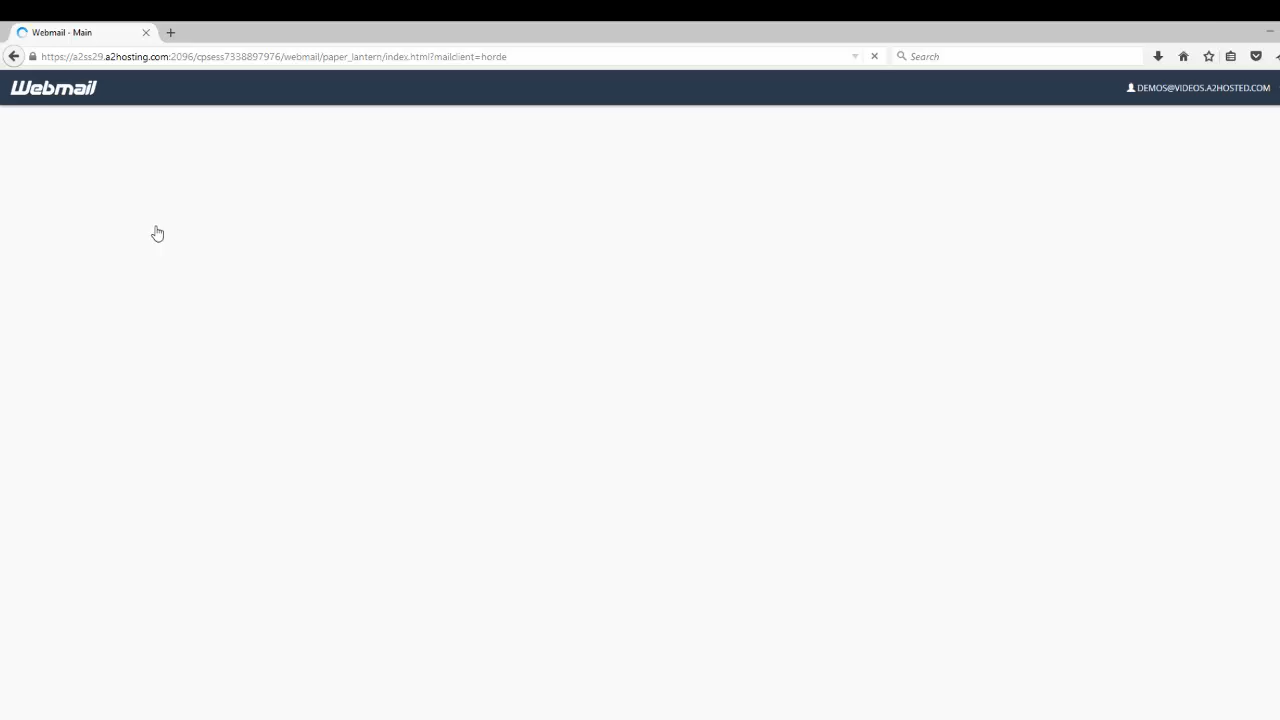 Webmail - Main
https://a2ss29.a2hosting.com:2096/cpsess7338897976/webmail/paper_lantern/index.html?mailclient=horde
Search
Webmail
DEMOS@VIDEOS.A2HOSTED.COM